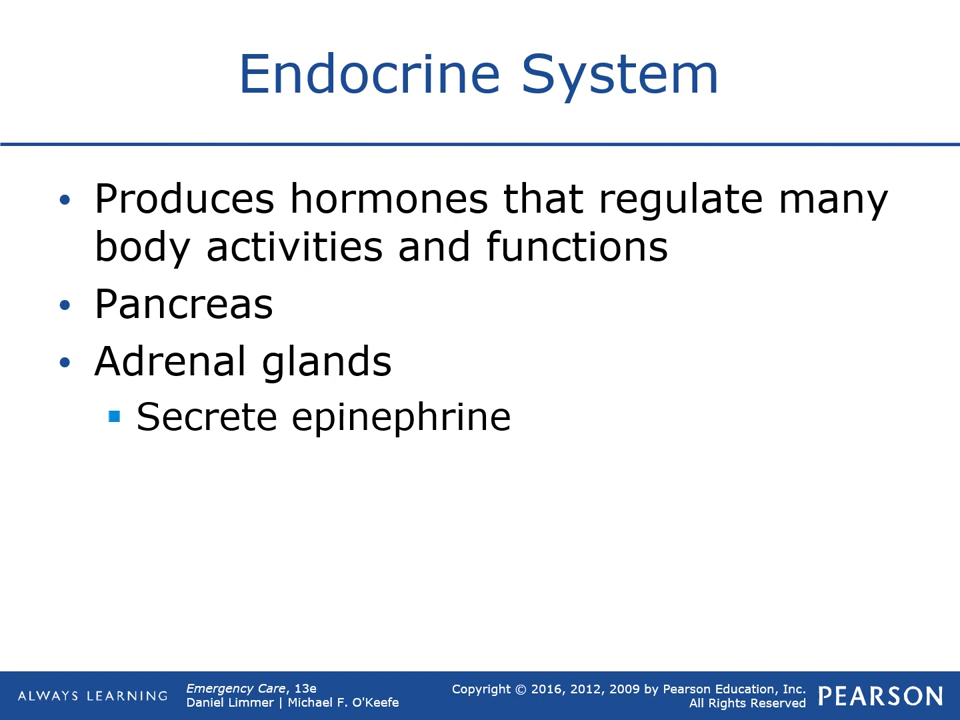 Endocrine System
• Produces hormones that regulate many
body activities and functions
• Pancreas
• Adrenal glands
▪ Secrete epinephrine
ALWAYS LEARNING
Emergency Care, 13e
Daniel Limmer | Michael F. O'Keefe
Copyright © 2016, 2012, 2009 by Pearson Education, Inc.
All Rights Reserved
PEARSON